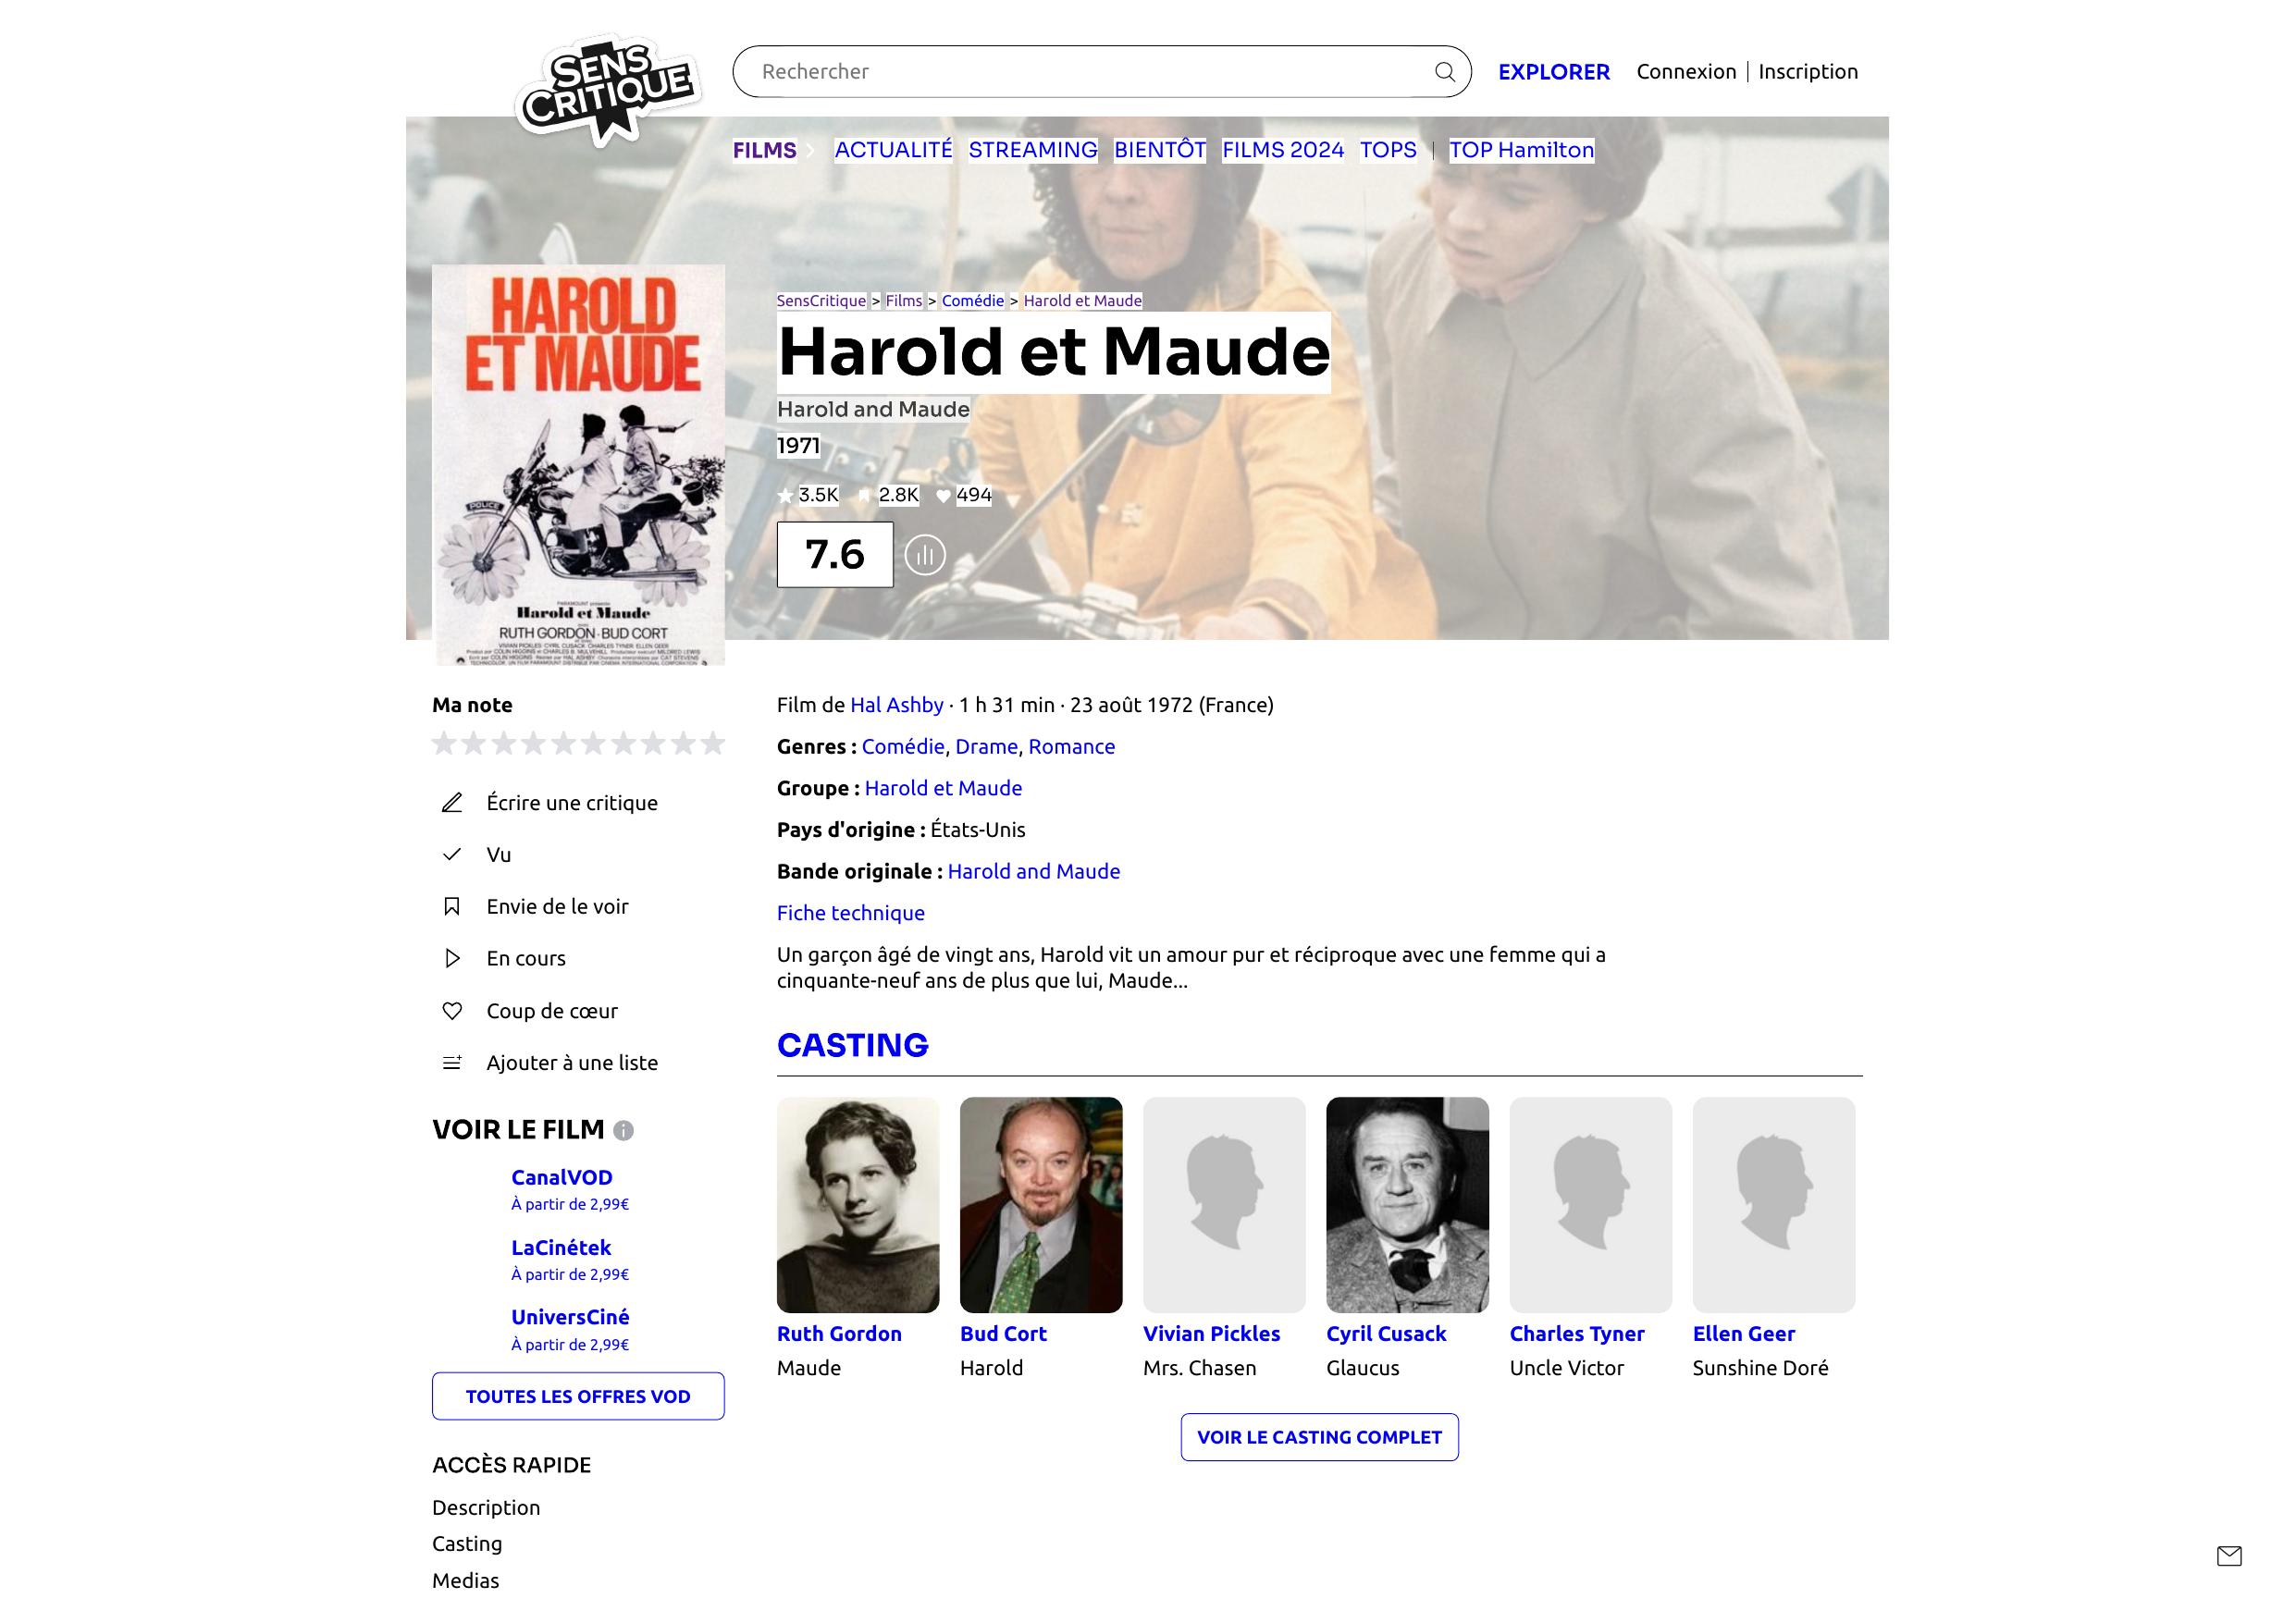 SENS
CRITIQUE
Rechercher
EXPLORER
Connexion | Inscription
FILMS ACTUALITÉ STREAMING BIENTÔT FILMS 2024 TOPS | TOP Hamilton
HAROLD
ET MAUDE
POLICE
Harold et Maude
RUTH GORDON · BUD CORT
VIVIAN PICKLES CYRIL CUSACK CHARLES TYNER ELLEN GEER
SensCritique > Films > Comédie > Harold et Maude
Harold et Maude
Harold and Maude
1971
3.5K 2.8K 494
7.6
Ma note
Écrire une critique
Vu
Envie de le voir
En cours
Coup de cœur
Ajouter à une liste
VOIR LE FILM
CanalVOD
À partir de 2,99€
LaCinétek
À partir de 2,99€
UniversCiné
À partir de 2,99€
TOUTES LES OFFRES VOD
ACCÈS RAPIDE
Description
Casting
Medias
Film de Hal Ashby · 1 h 31 min · 23 août 1972 (France)
Genres : Comédie, Drame, Romance
Groupe : Harold et Maude
Pays d'origine : États-Unis
Bande originale : Harold and Maude
Fiche technique
Un garçon âgé de vingt ans, Harold vit un amour pur et réciproque avec une femme qui a
cinquante-neuf ans de plus que lui, Maude...
CASTING
Ruth Gordon
Maude
Bud Cort
Harold
Vivian Pickles
Mrs. Chasen
Cyril Cusack
Glaucus
Charles Tyner
Uncle Victor
Ellen Geer
Sunshine Doré
VOIR LE CASTING COMPLET